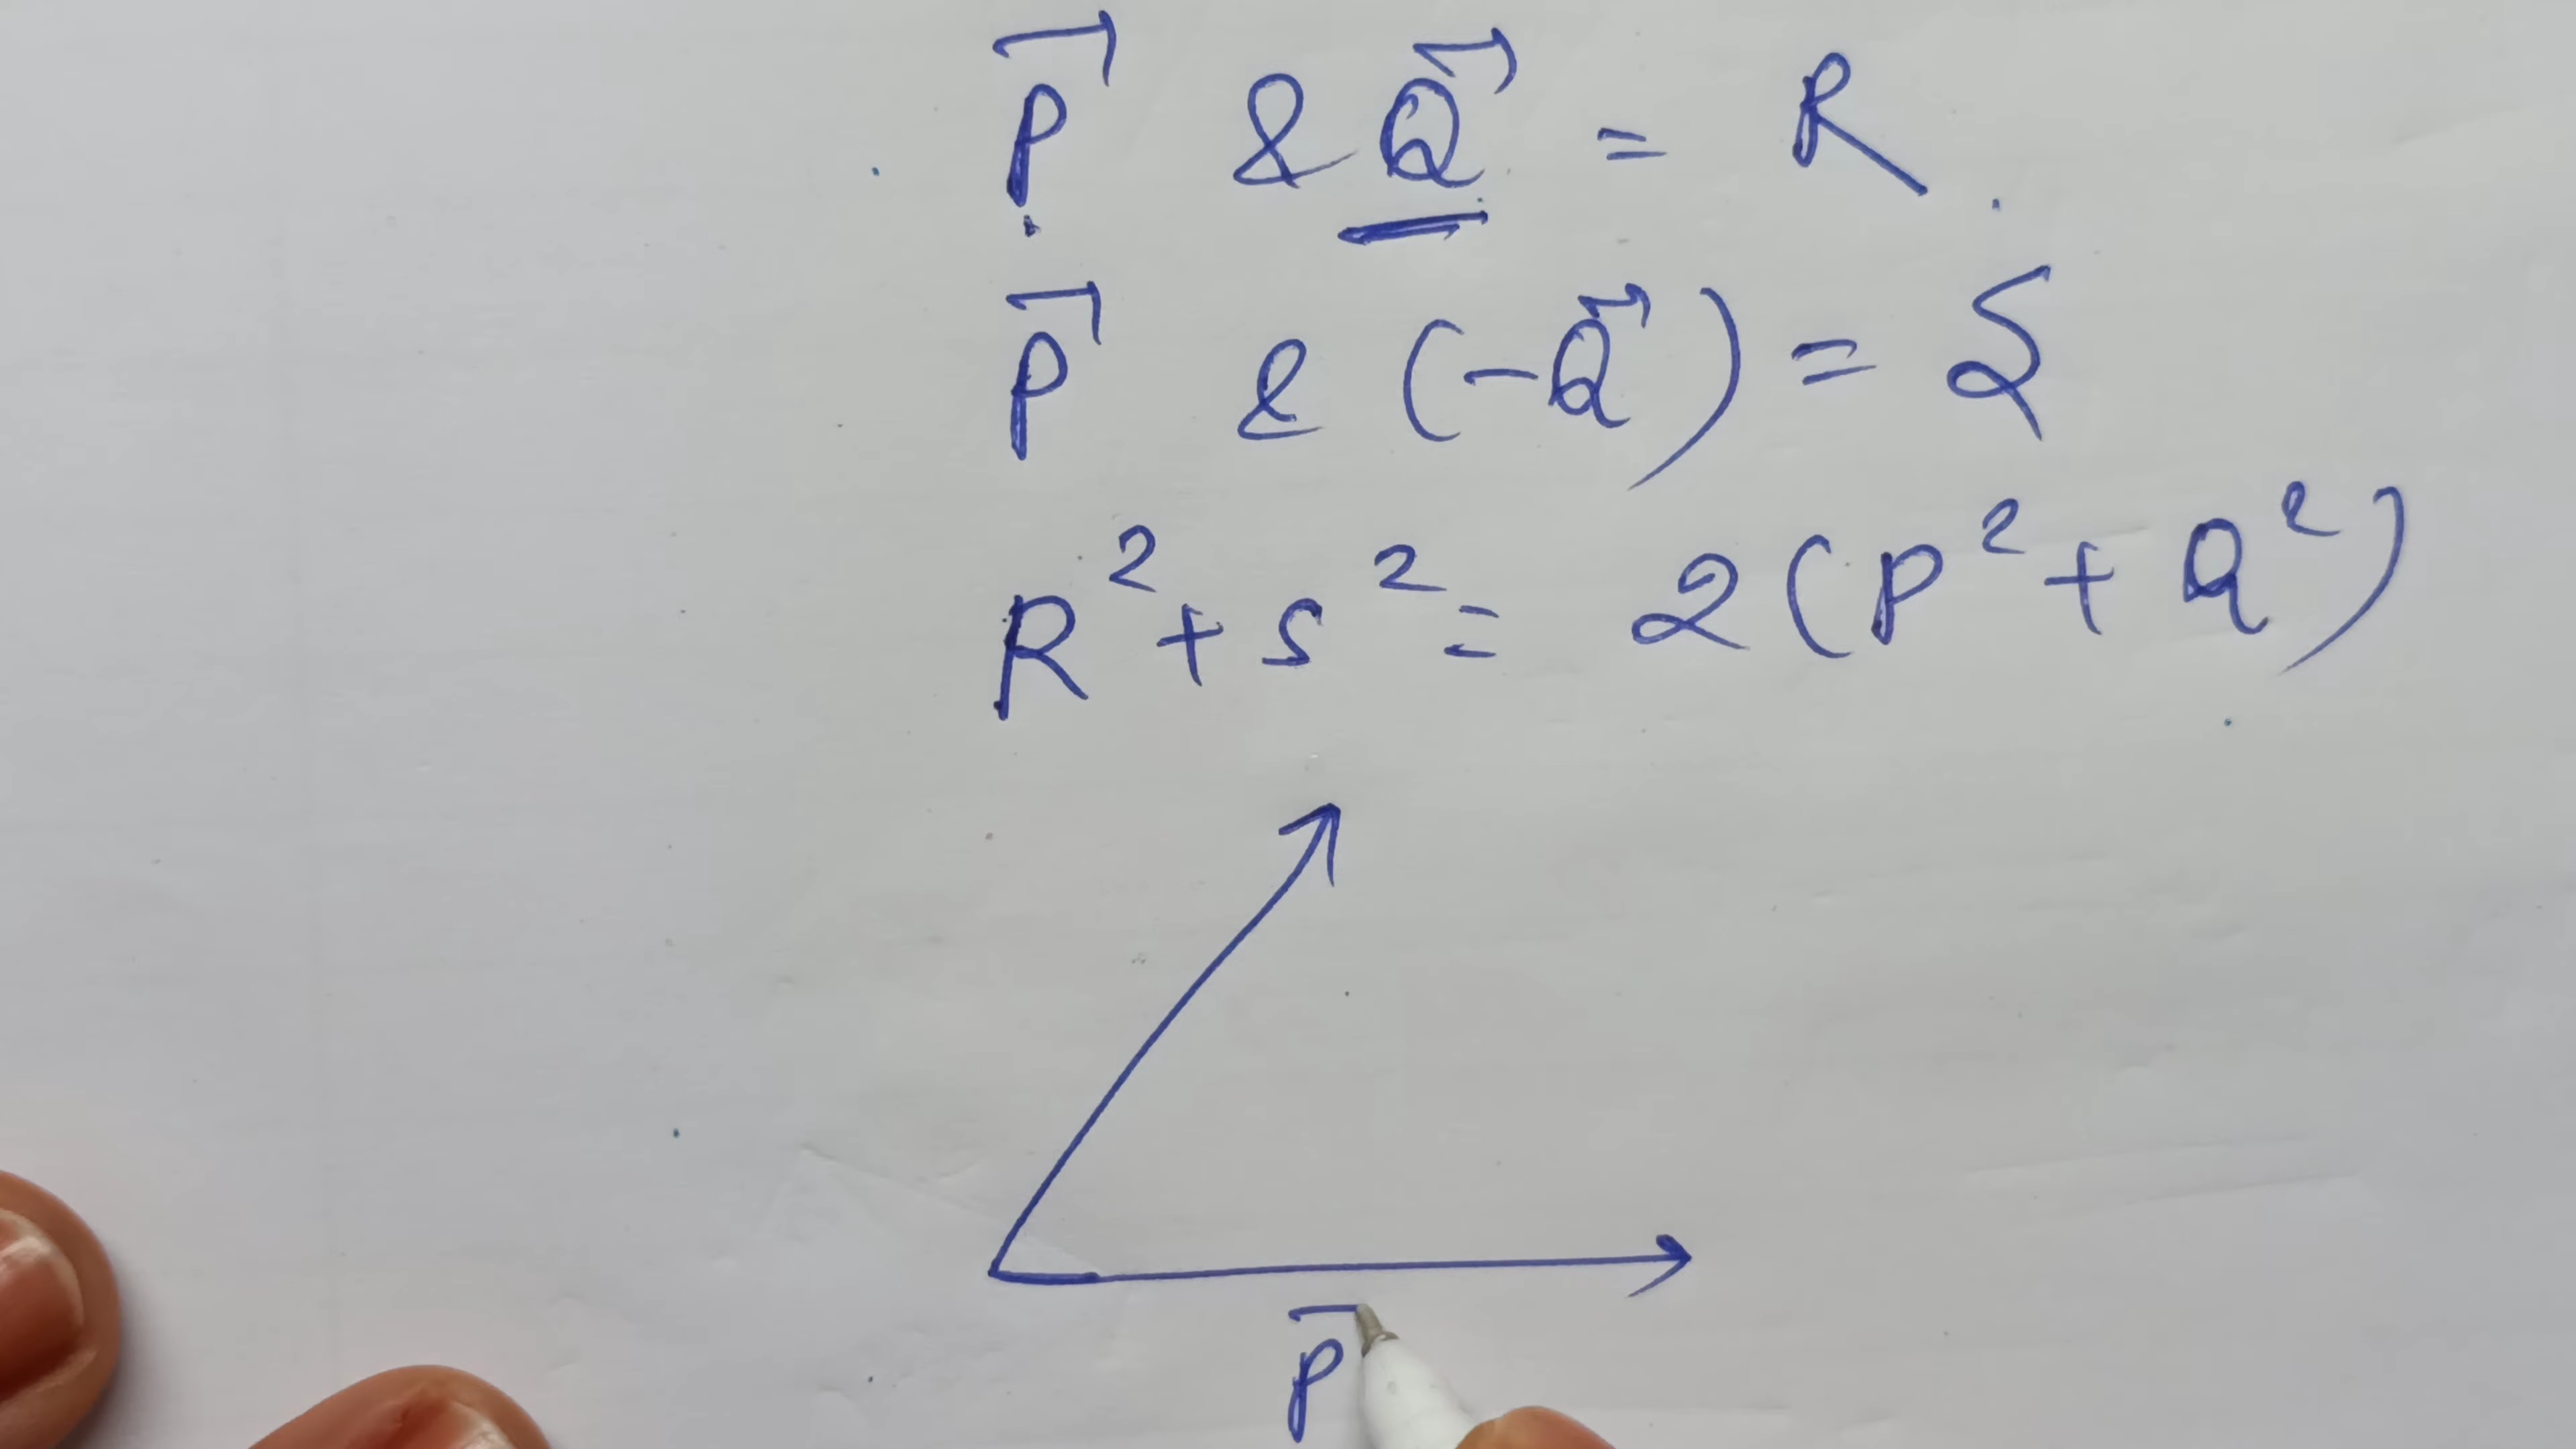 P⃗ & Q⃗ = R
P⃗ & (-Q⃗) = S
R² + s² = 2(P² + Q²)
P